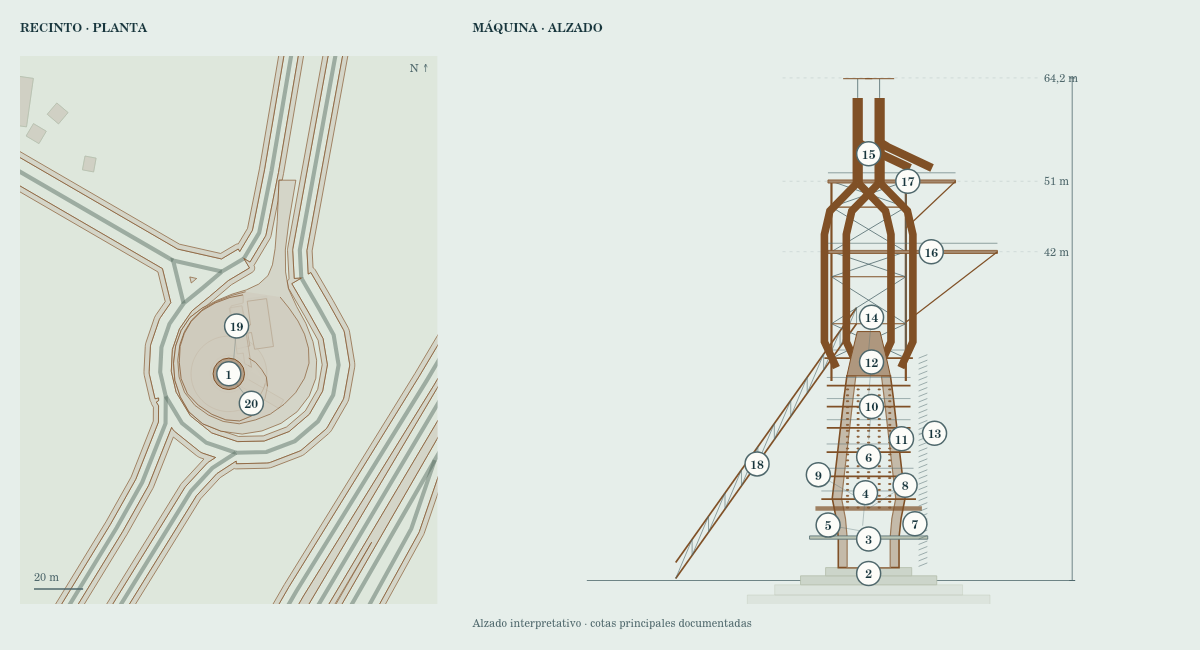 RECINTO · PLANTA
MÁQUINA · ALZADO
N ↑
64,2 m
15
51 m
17
16
42 m
14
19
12
1
20
10
13
11
6
18
9
8
4
5
7
3
2
20 m
Alzado interpretativo · cotas principales documentadas